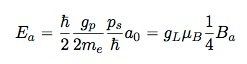 $E_a = \frac{\hbar}{2} \frac{g_p}{2m_e} \frac{p_s}{\hbar} a_0 = g_L \mu_B \frac{1}{4} B_a$